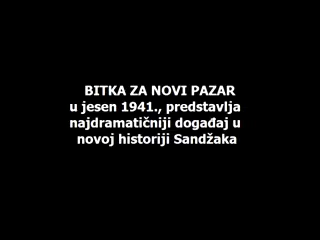 BITKA ZA NOVI PAZAR
u jesen 1941., predstavlja
najdramatičniji događaj u
novoj historiji Sandžaka